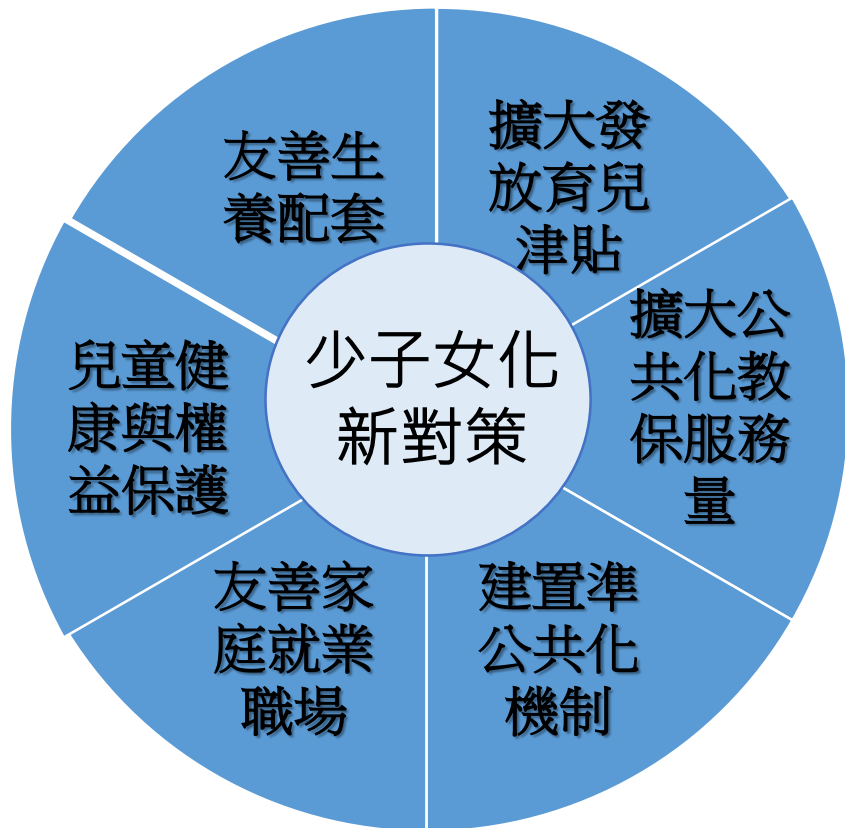 少子女化
新對策
擴大發
放育兒
津貼
擴大公
共化教
保服務
量
建置準
公共化
機制
友善家
庭就業
職場
兒童健
康與權
益保護
友善生
養配套